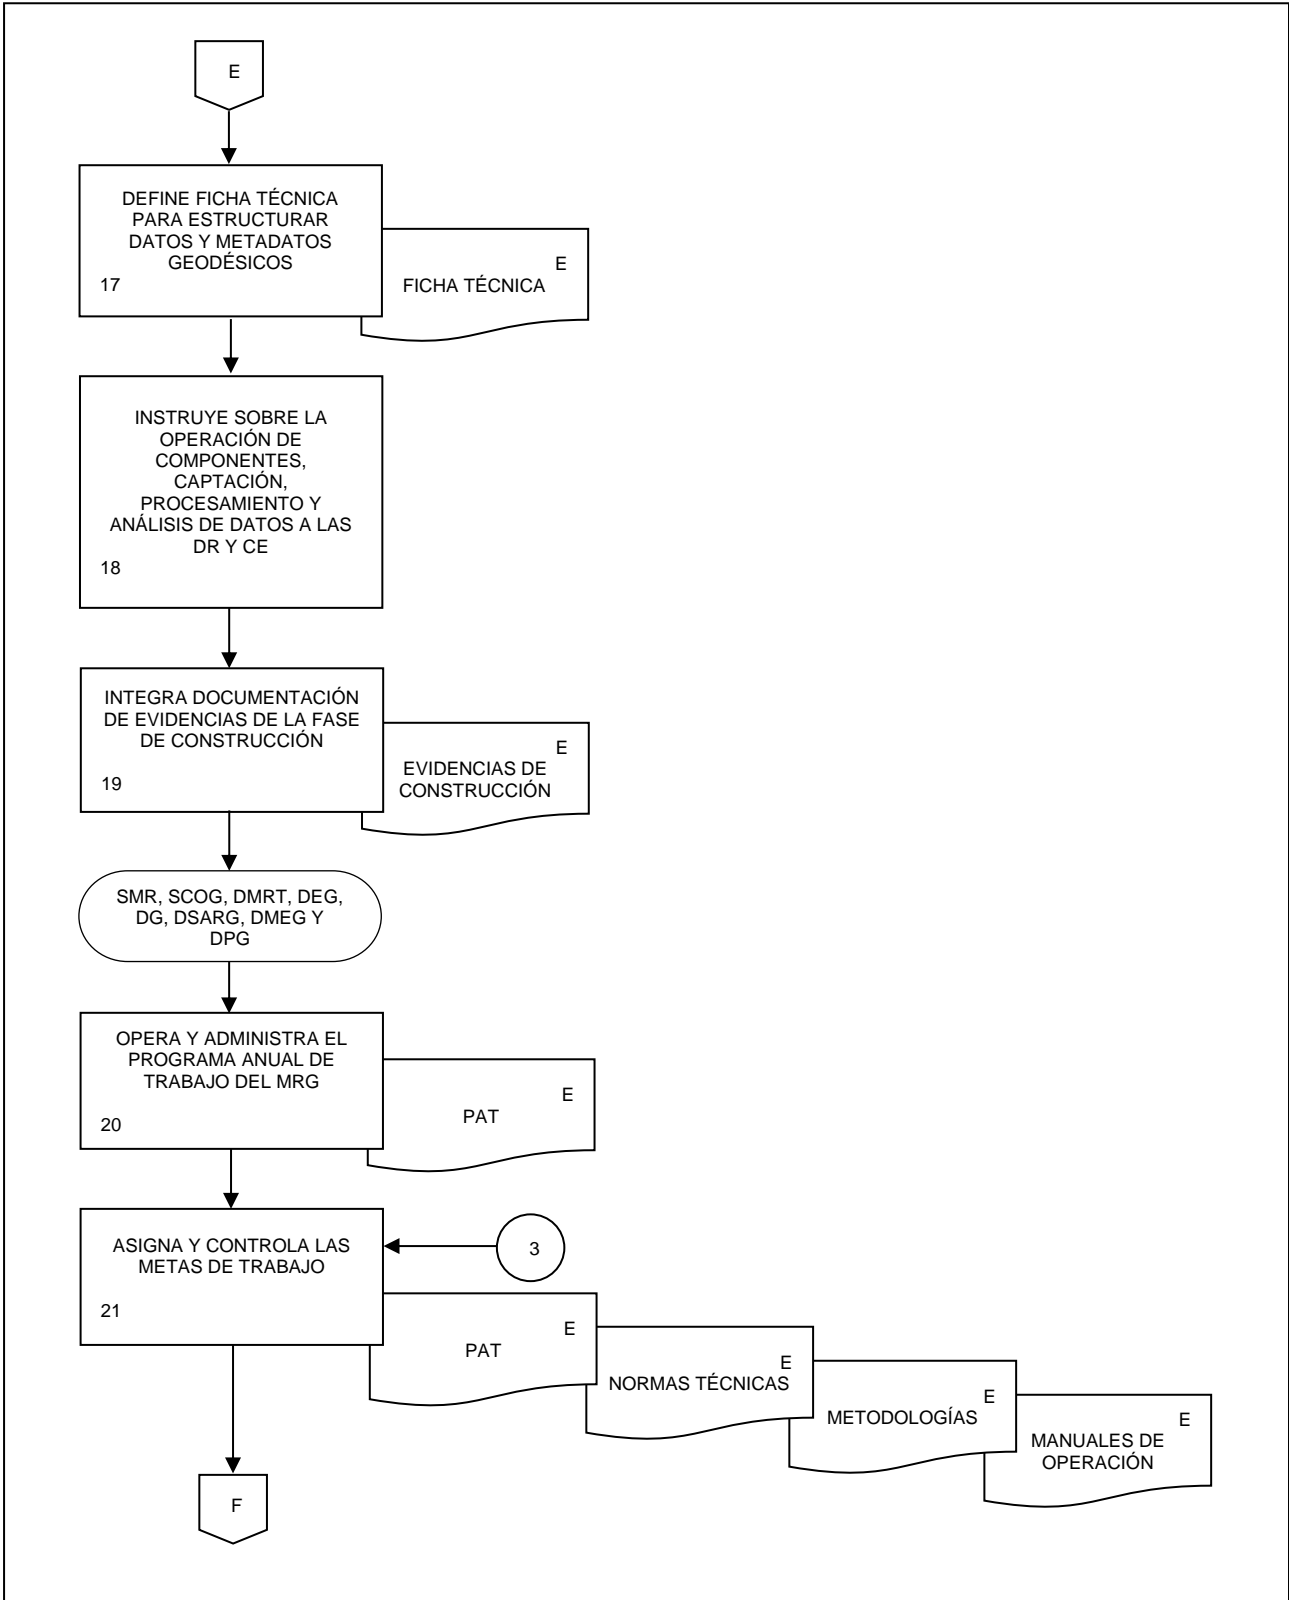 E
DEFINE FICHA TÉCNICA
PARA ESTRUCTURAR
DATOS Y METADATOS
GEODÉSICOS
17
E
FICHA TÉCNICA
INSTRUYE SOBRE LA
OPERACIÓN DE
COMPONENTES,
CAPTACIÓN,
PROCESAMIENTO Y
ANÁLISIS DE DATOS A LAS
DR Y CE
18
INTEGRA DOCUMENTACIÓN
DE EVIDENCIAS DE LA FASE
DE CONSTRUCCIÓN
19
E
EVIDENCIAS DE
CONSTRUCCIÓN
SMR, SCOG, DMRT, DEG,
DG, DSARG, DMEG Y
DPG
OPERA Y ADMINISTRA EL
PROGRAMA ANUAL DE
TRABAJO DEL MRG
20
E
PAT
ASIGNA Y CONTROLA LAS
METAS DE TRABAJO
21
3
E
PAT
E
NORMAS TÉCNICAS
E
METODOLOGÍAS
E
MANUALES DE
OPERACIÓN
F